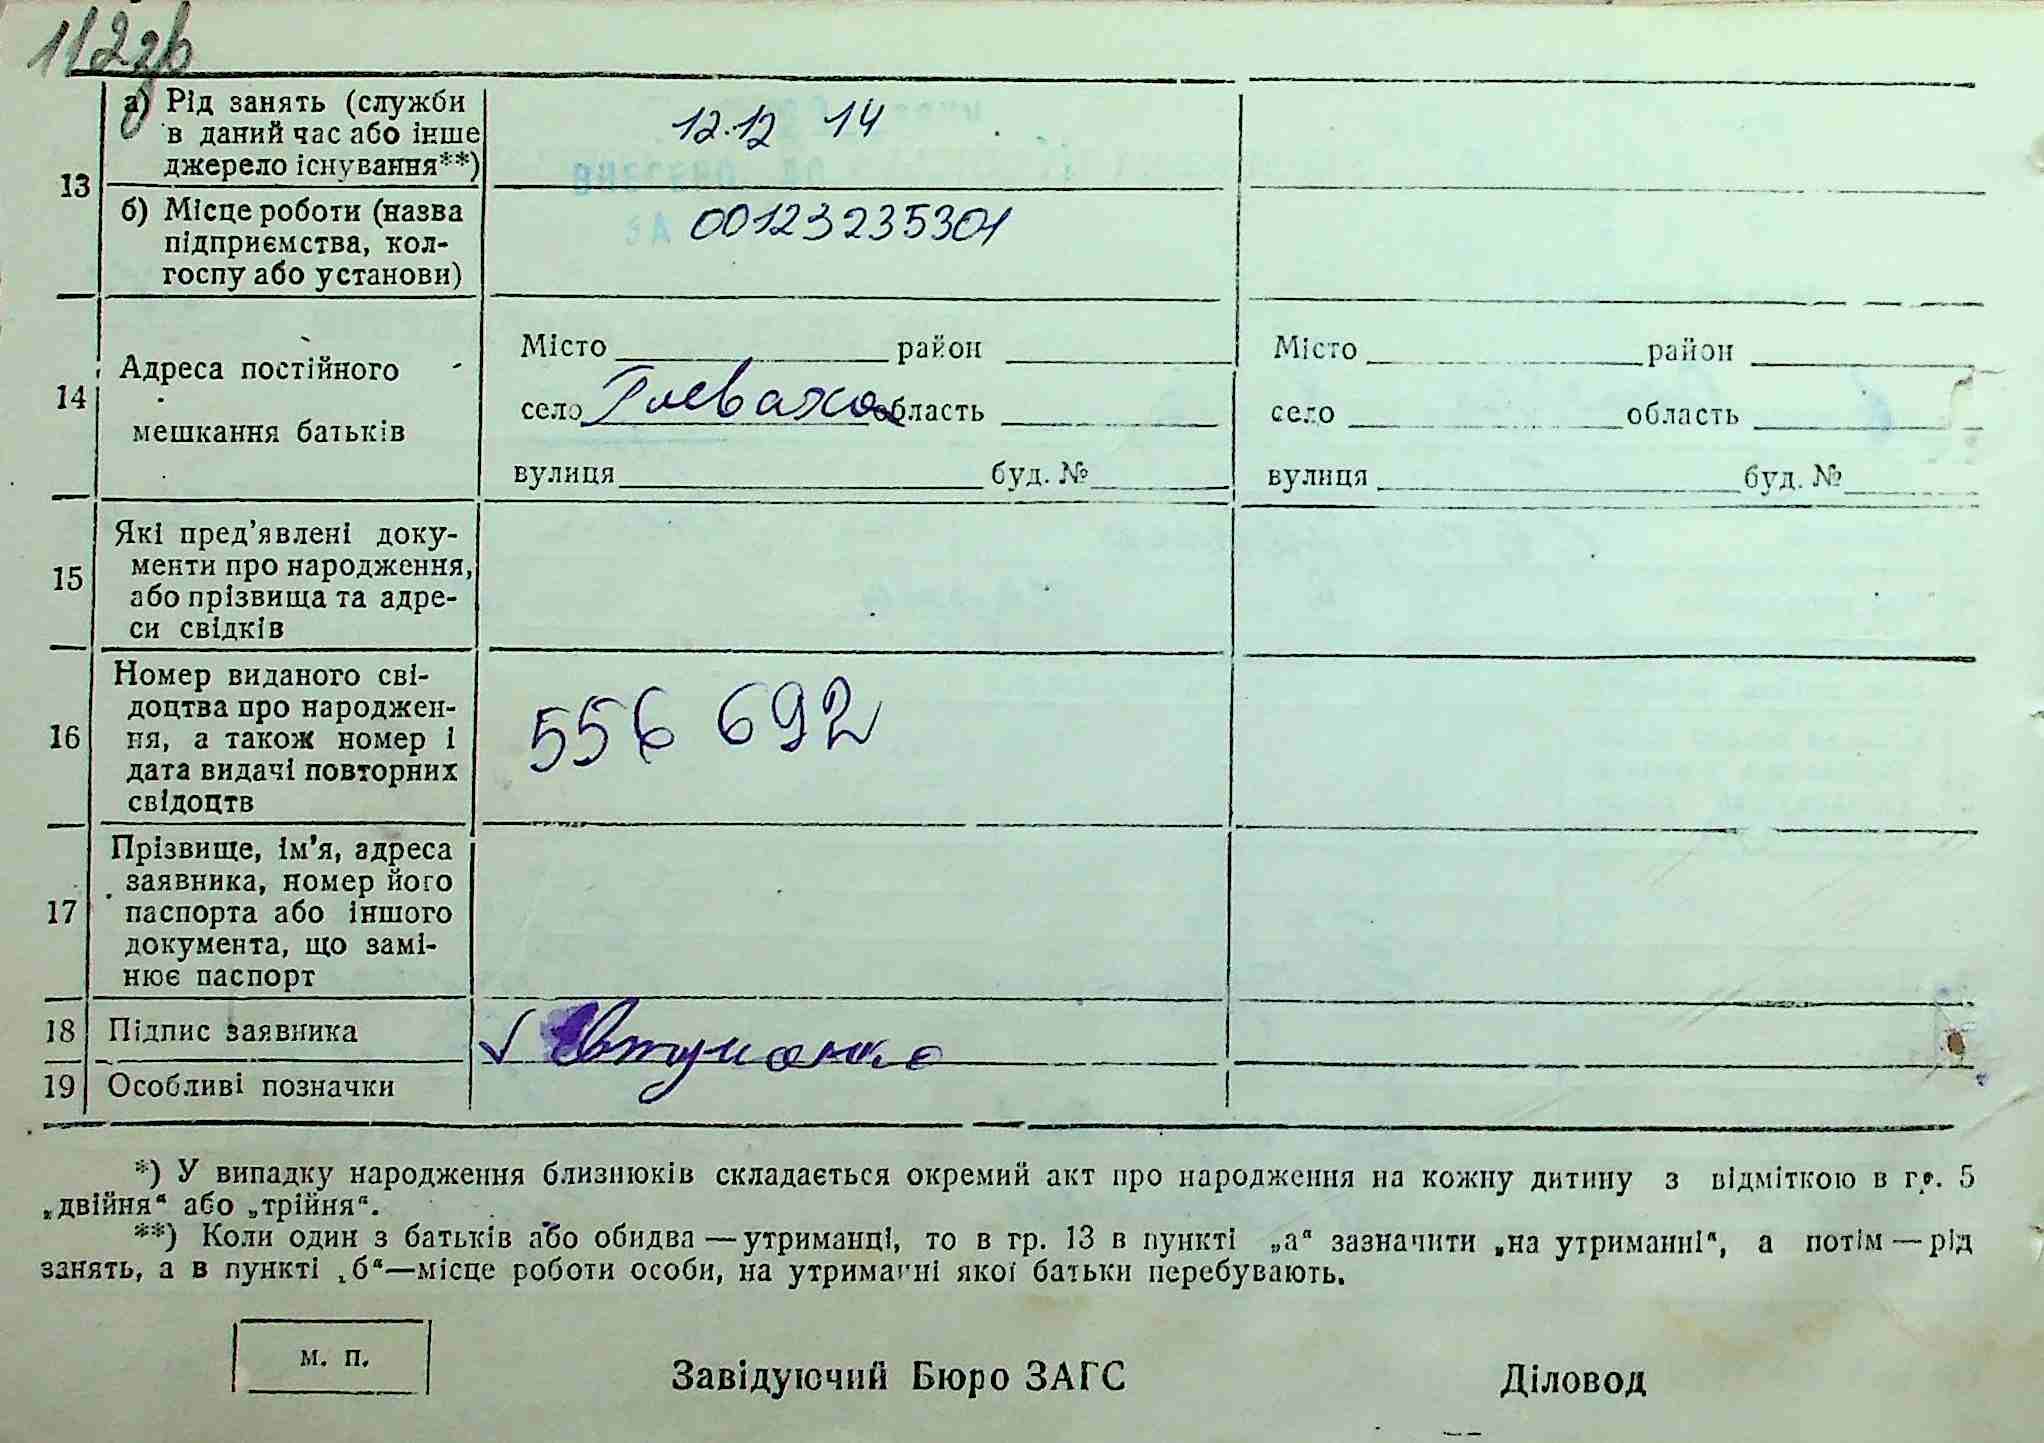 112зв
13
а) Рід занять (служби
в даний час або інше
джерело існування**)
12.12 14
б) Місце роботи (назва
підприємства, кол-
госпу або установи)
00123235301
14
Адреса постійного
мешкання батьків
Місто район
село Глеваха область
вулиця буд. №
Місто район
село область
вулиця буд. №
15
Які пред’явлені доку-
менти про народження,
або прізвища та адре-
си свідків
16
Номер виданого сві-
доцтва про народжен-
ня, а також номер і
дата видачі повторних
свідоцтв
556 692
17
Прізвище, ім’я, адреса
заявника, номер його
паспорта або іншого
документа, що замі-
нює паспорт
18 Підпис заявника
19 Особливі позначки
*) У випадку народження близнюків складається окремий акт про народження на кожну дитину з відміткою в гр. 5
„двійня“ або „трійня“.
**) Коли один з батьків або обидва — утриманці, то в гр. 13 в пункті „а“ зазначити „на утриманні“, а потім — рід
занять, а в пункті „б“—місце роботи особи, на утриманні якої батьки перебувають.
м. п.
Завідуючий Бюро ЗАГС
Діловод